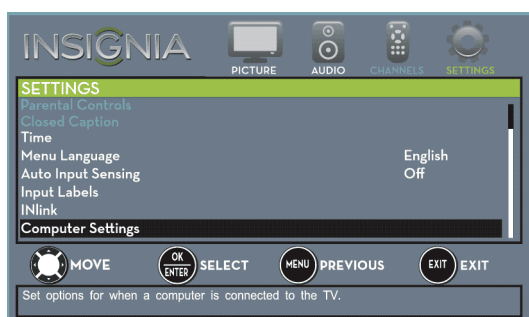 INSIGNIA
PICTURE AUDIO CHANNELS SETTINGS
SETTINGS
Parental Controls
Closed Caption
Time
Menu Language English
Auto Input Sensing Off
Input Labels
INlink
Computer Settings
MOVE OK ENTER SELECT MENU PREVIOUS EXIT EXIT
Set options for when a computer is connected to the TV.